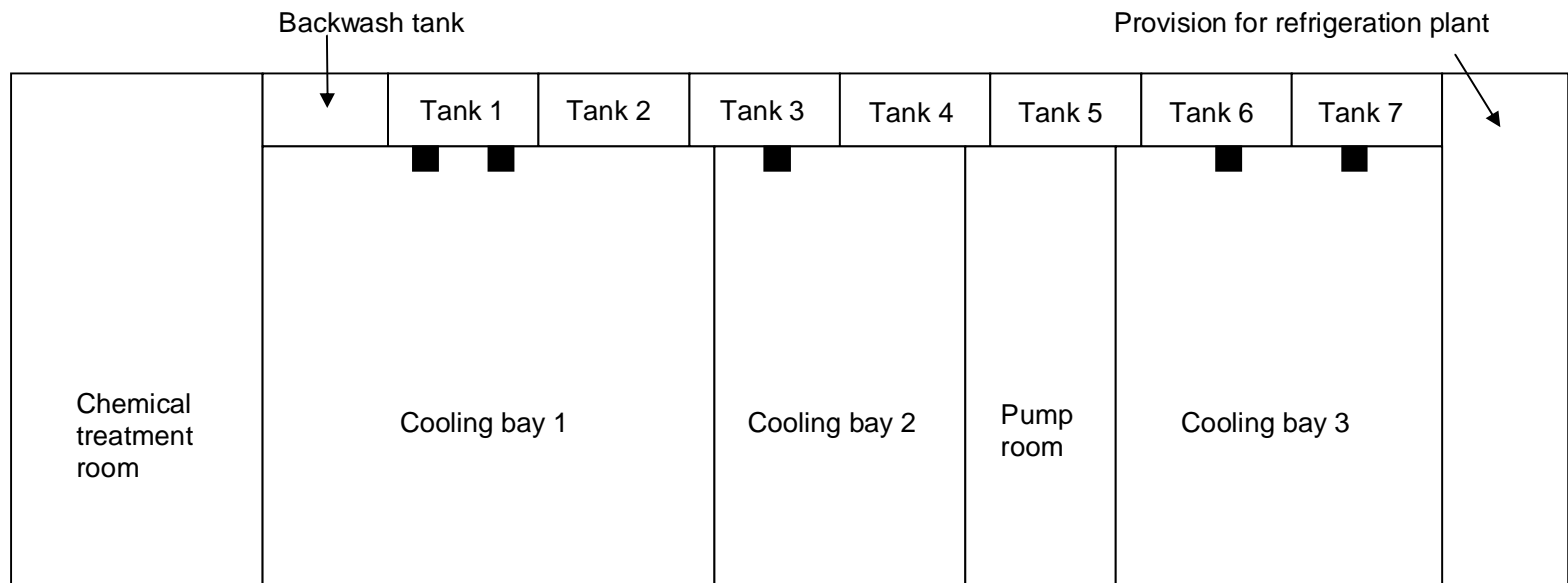 Backwash tank
Provision for refrigeration plant
Tank 1
Tank 2
Tank 3
Tank 4
Tank 5
Tank 6
Tank 7
Chemical
treatment
room
Cooling bay 1
Cooling bay 2
Pump
room
Cooling bay 3